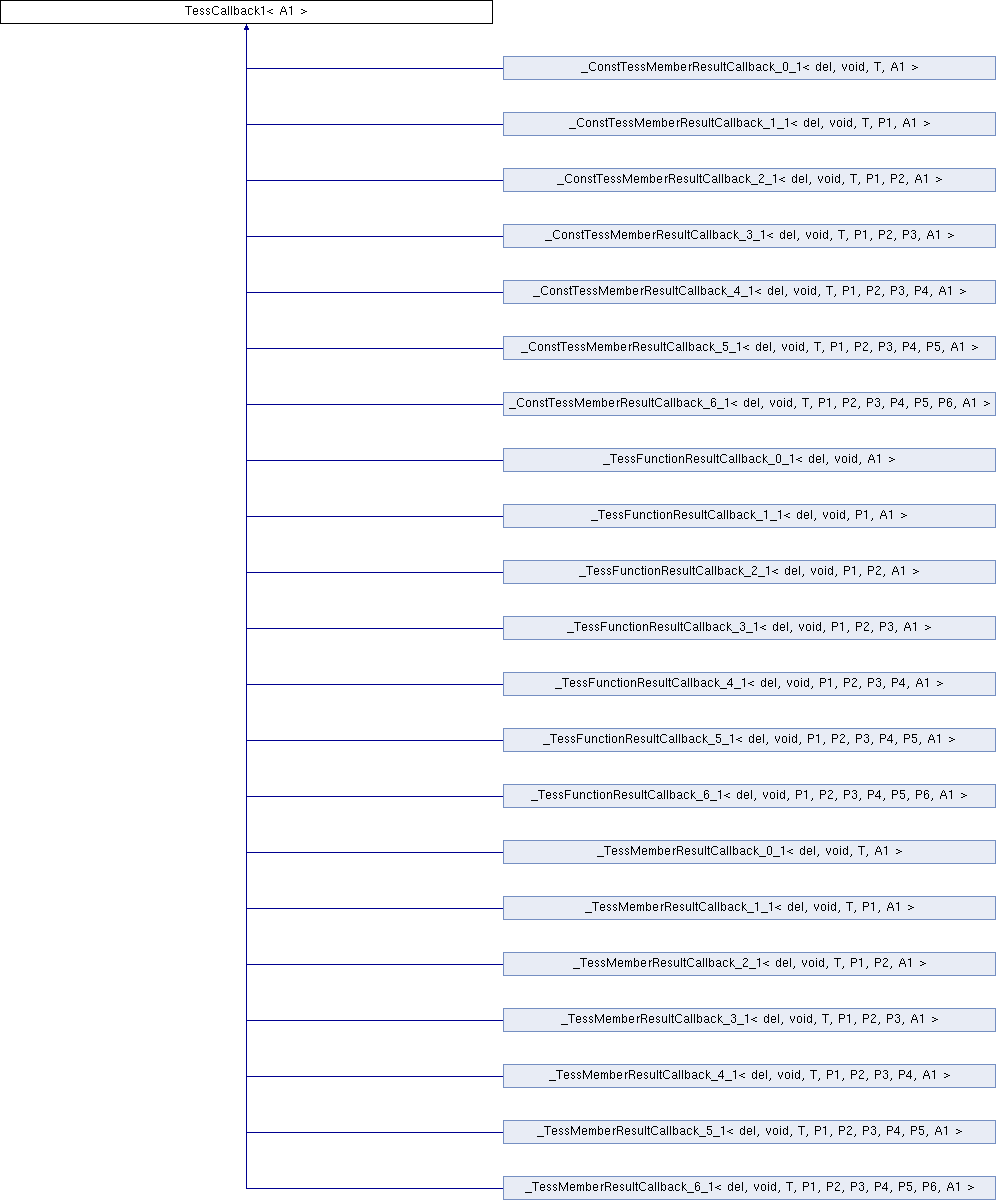 TessCallback1< A1 >
_ConstTessMemberResultCallback_0_1< del, void, T, A1 >
_ConstTessMemberResultCallback_1_1< del, void, T, P1, A1 >
_ConstTessMemberResultCallback_2_1< del, void, T, P1, P2, A1 >
_ConstTessMemberResultCallback_3_1< del, void, T, P1, P2, P3, A1 >
_ConstTessMemberResultCallback_4_1< del, void, T, P1, P2, P3, P4, A1 >
_ConstTessMemberResultCallback_5_1< del, void, T, P1, P2, P3, P4, P5, A1 >
_ConstTessMemberResultCallback_6_1< del, void, T, P1, P2, P3, P4, P5, P6, A1 >
_TessFunctionResultCallback_0_1< del, void, A1 >
_TessFunctionResultCallback_1_1< del, void, P1, A1 >
_TessFunctionResultCallback_2_1< del, void, P1, P2, A1 >
_TessFunctionResultCallback_3_1< del, void, P1, P2, P3, A1 >
_TessFunctionResultCallback_4_1< del, void, P1, P2, P3, P4, A1 >
_TessFunctionResultCallback_5_1< del, void, P1, P2, P3, P4, P5, A1 >
_TessFunctionResultCallback_6_1< del, void, P1, P2, P3, P4, P5, P6, A1 >
_TessMemberResultCallback_0_1< del, void, T, A1 >
_TessMemberResultCallback_1_1< del, void, T, P1, A1 >
_TessMemberResultCallback_2_1< del, void, T, P1, P2, A1 >
_TessMemberResultCallback_3_1< del, void, T, P1, P2, P3, A1 >
_TessMemberResultCallback_4_1< del, void, T, P1, P2, P3, P4, A1 >
_TessMemberResultCallback_5_1< del, void, T, P1, P2, P3, P4, P5, A1 >
_TessMemberResultCallback_6_1< del, void, T, P1, P2, P3, P4, P5, P6, A1 >